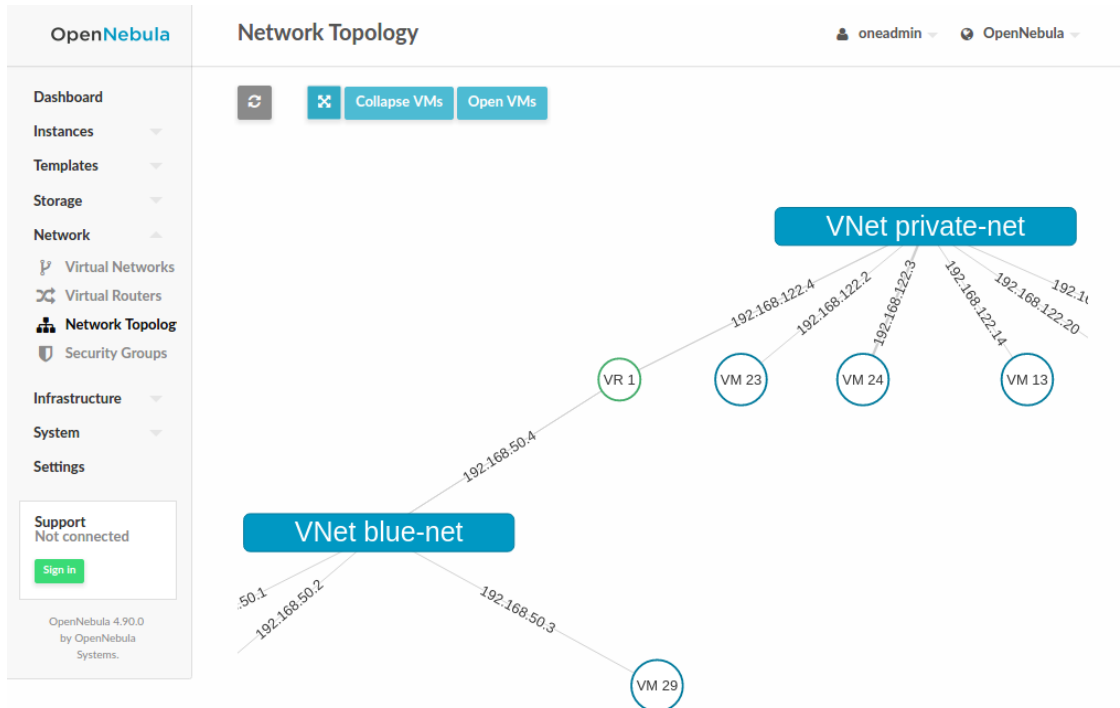 OpenNebula
Network Topology
oneadmin
OpenNebula
Dashboard
Instances
Templates
Storage
Network
Virtual Networks
Virtual Routers
Network Topolog
Security Groups
Infrastructure
System
Settings
Support
Not connected
Sign in
OpenNebula 4.90.0
by OpenNebula
Systems.
Collapse VMs
Open VMs
VNet private-net
192.168.122.4
192.168.122.2
192.168.122.3
192.168.122.14
192.168.122.20
VR 1
VM 23
VM 24
VM 13
192.168.50.4
VNet blue-net
.50.1
192.168.50.2
192.168.50.3
VM 29